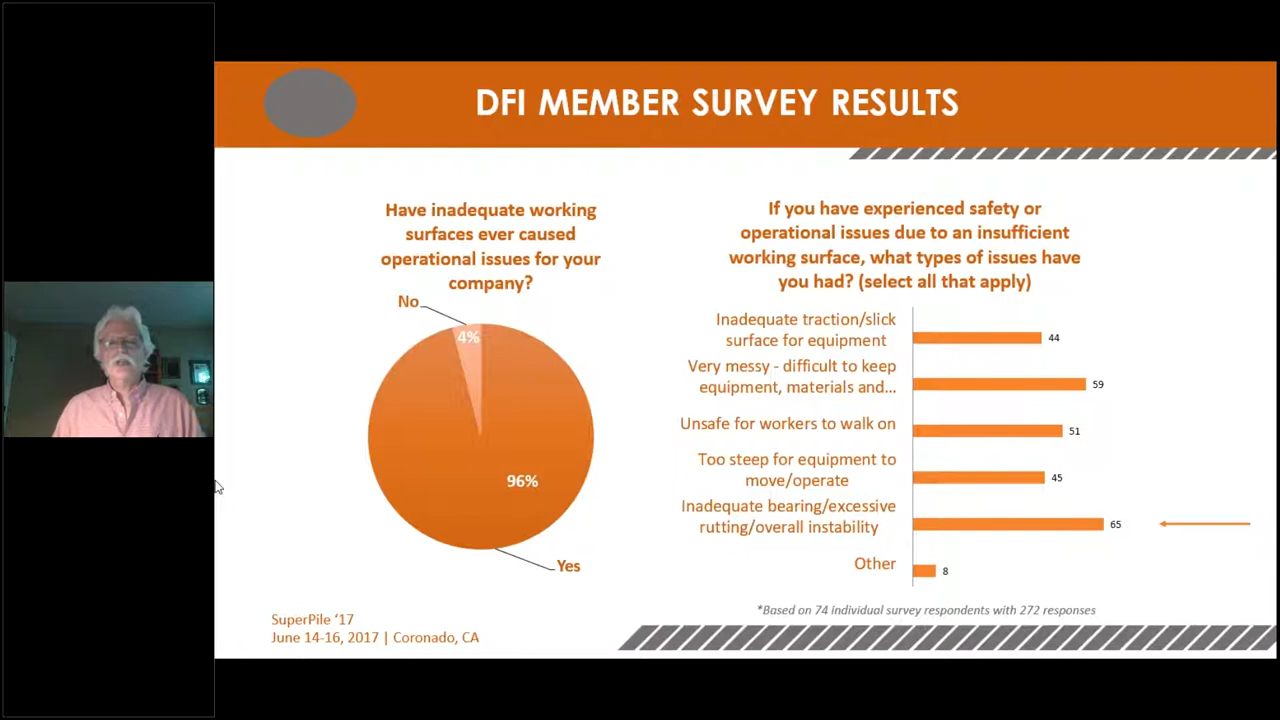 DFI MEMBER SURVEY RESULTS
Have inadequate working
surfaces ever caused
operational issues for your
company?
No
4%
96%
Yes
If you have experienced safety or
operational issues due to an insufficient
working surface, what types of issues have
you had? (select all that apply)
Inadequate traction/slick
surface for equipment
44
Very messy - difficult to keep
equipment, materials and…
59
Unsafe for workers to walk on
51
Too steep for equipment to
move/operate
45
Inadequate bearing/excessive
rutting/overall instability
65
Other
8
*Based on 74 individual survey respondents with 272 responses
SuperPile ‘17
June 14-16, 2017 | Coronado, CA